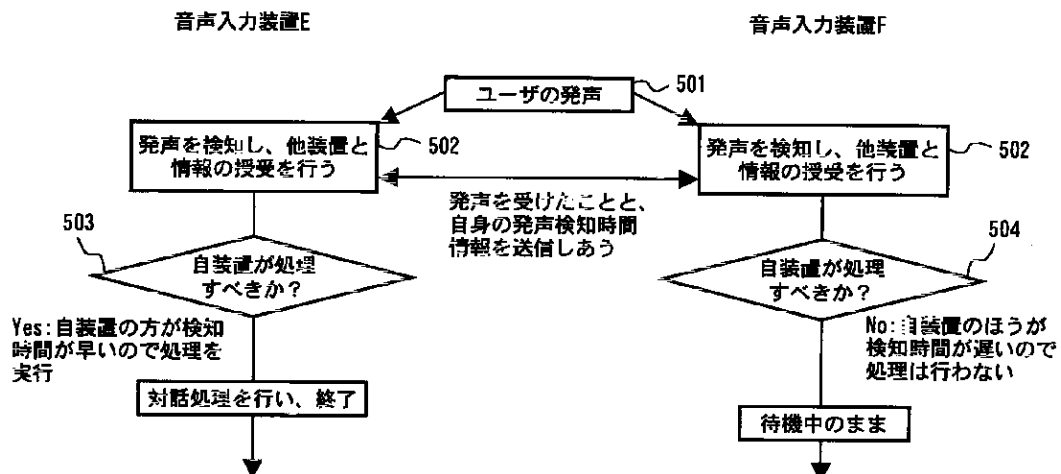 音声入力装置E
音声入力装置F
ユーザの発声
501
発声を検知し、他装置と
情報の授受を行う
502
発声を検知し、他装置と
情報の授受を行う
502
発声を受けたことと、
自身の発声検知時間
情報を送信しあう
503
自装置が処理
すべきか?
504
自装置が処理
すべきか?
Yes:自装置の方が検知
時間が早いので処理を
実行
No:自装置のほうが
検知時間が遅いので
処理は行わない
対話処理を行い、終了
待機中のまま